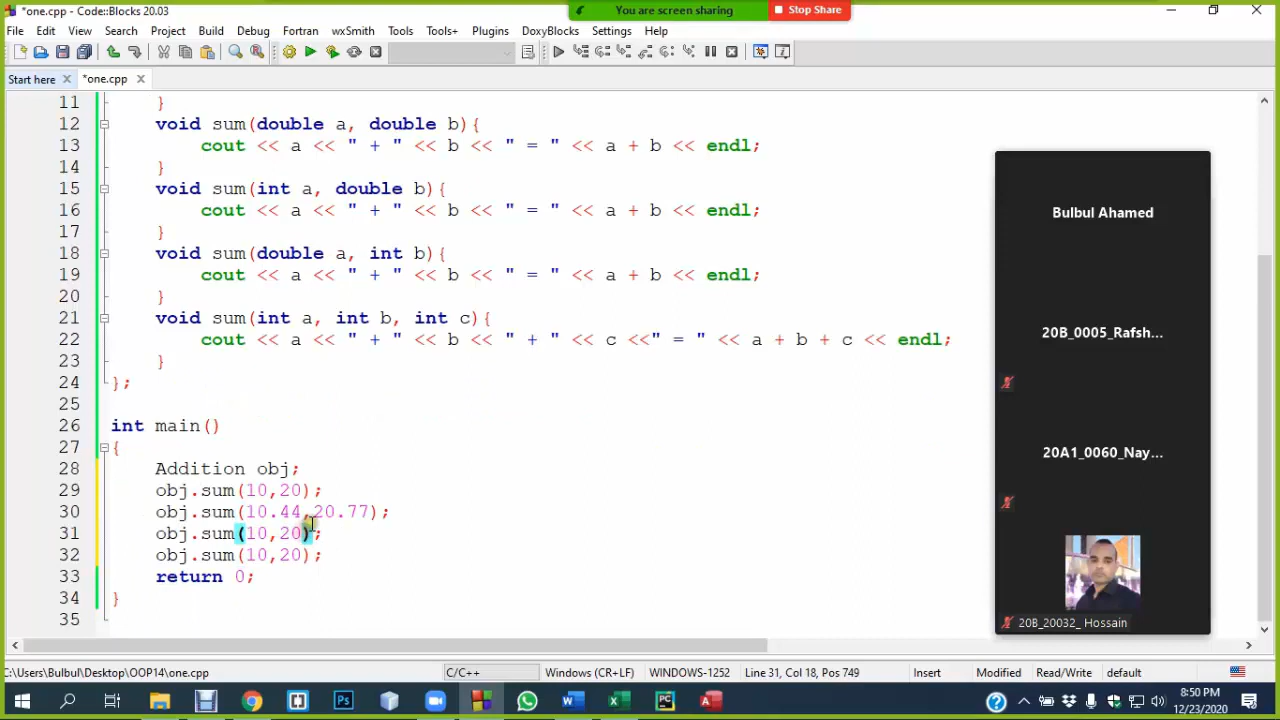 *one.cpp - Code::Blocks 20.03
You are screen sharing
Stop Share
File Edit View Search Project Build Debug Fortran wxSmith Tools Tools+ Plugins DoxyBlocks Settings Help
Start here *one.cpp
11 }
12 void sum(double a, double b){
13 cout << a << " + " << b << " = " << a + b << endl;
14 }
15 void sum(int a, double b){
16 cout << a << " + " << b << " = " << a + b << endl;
17 }
18 void sum(double a, int b){
19 cout << a << " + " << b << " = " << a + b << endl;
20 }
21 void sum(int a, int b, int c){
22 cout << a << " + " << b << " + " << c <<" = " << a + b + c << endl;
23 }
24 };
25
26 int main()
27 {
28 Addition obj;
29 obj.sum(10,20);
30 obj.sum(10.44,20.77);
31 obj.sum(10,20);
32 obj.sum(10,20);
33 return 0;
34 }
35
Bulbul Ahamed
20B_0005_Rafsh...
20A1_0060_Nay...
20B_20032_ Hossain
C:\Users\Bulbul\Desktop\OOP14\one.cpp C/C++ Windows (CR+LF) WINDOWS-1252 Line 31, Col 18, Pos 749 Insert Modified Read/Write default
8:50 PM
12/23/2020